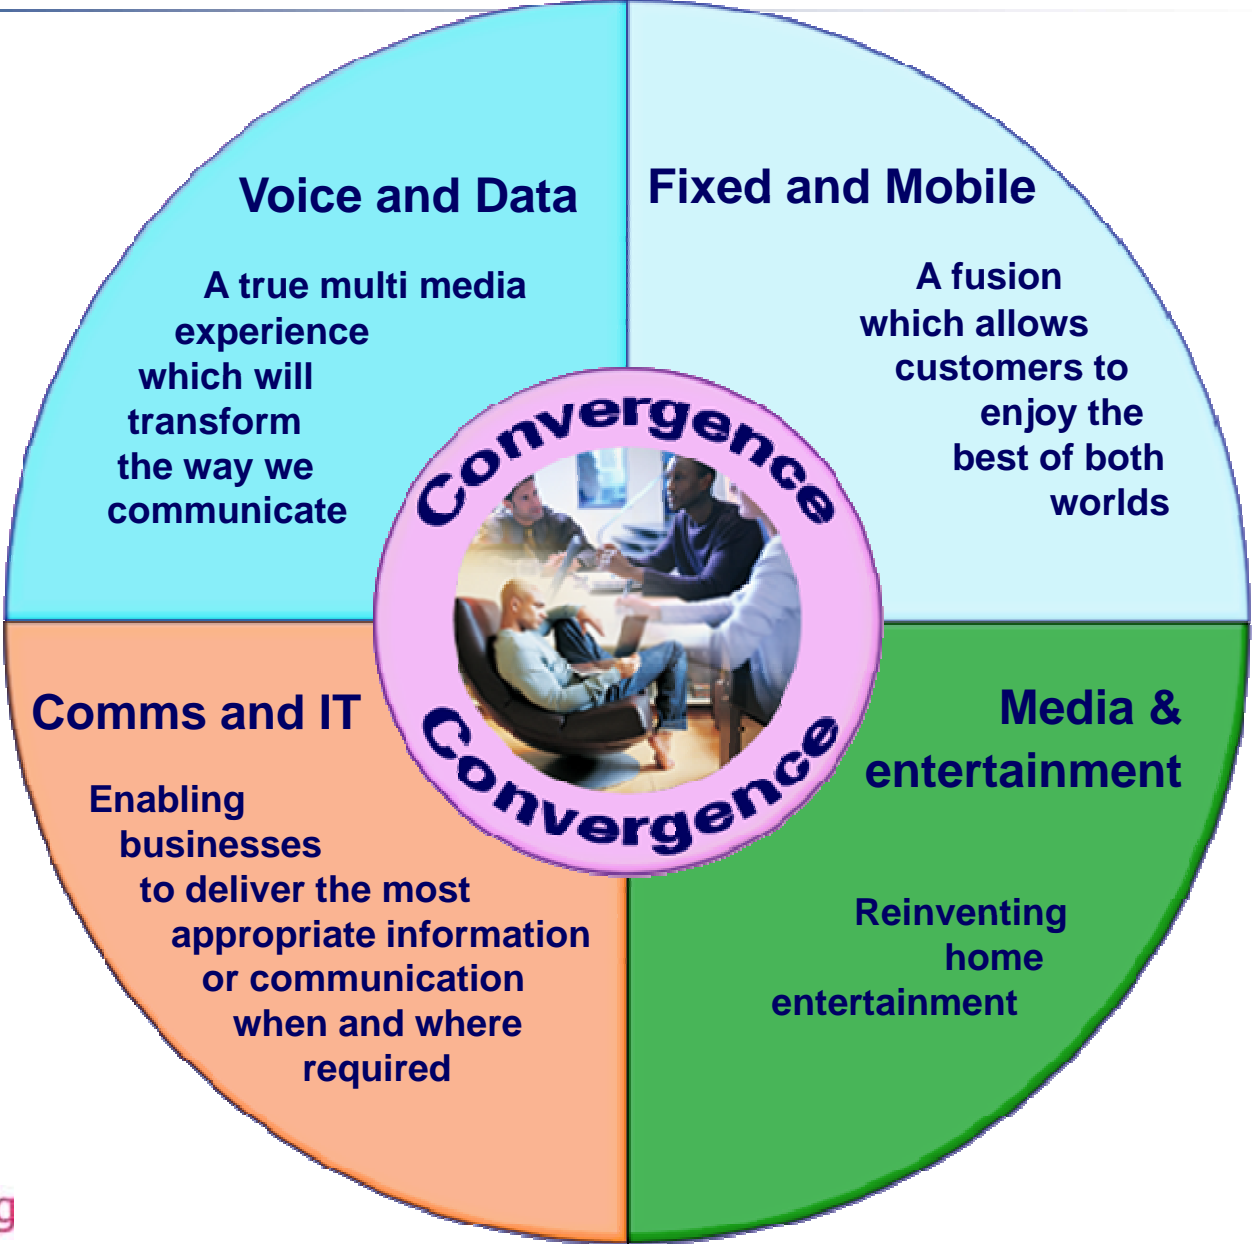 Voice and Data
A true multi media
experience
which will
transform
the way we
communicate
Fixed and Mobile
A fusion
which allows
customers to
enjoy the
best of both
worlds
Convergence
Convergence
Comms and IT
Enabling
businesses
to deliver the most
appropriate information
or communication
when and where
required
Media &
entertainment
Reinventing
home
entertainment
g